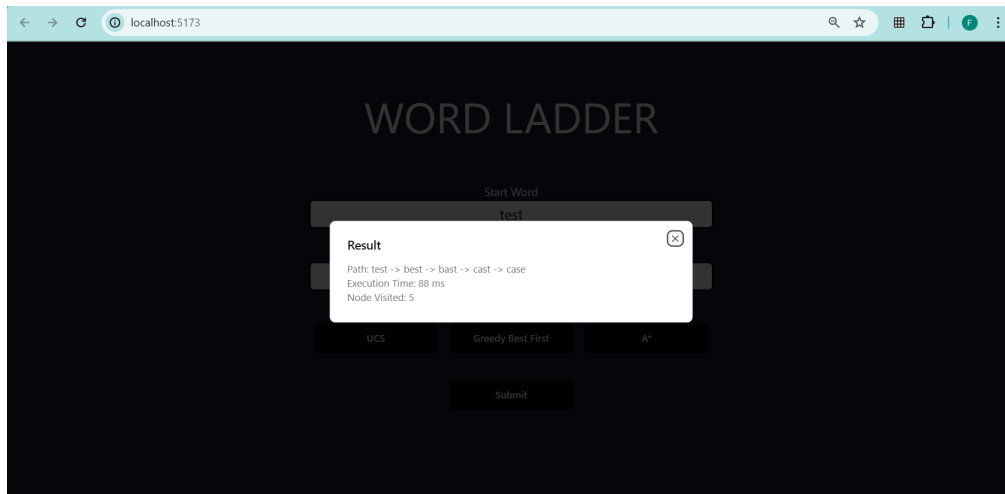 localhost:5173
F
WORD LADDER
Start Word
test
Result
Path: test -> best -> bast -> cast -> case
Execution Time: 88 ms
Node Visited: 5
UCS Greedy Best First A*
Submit